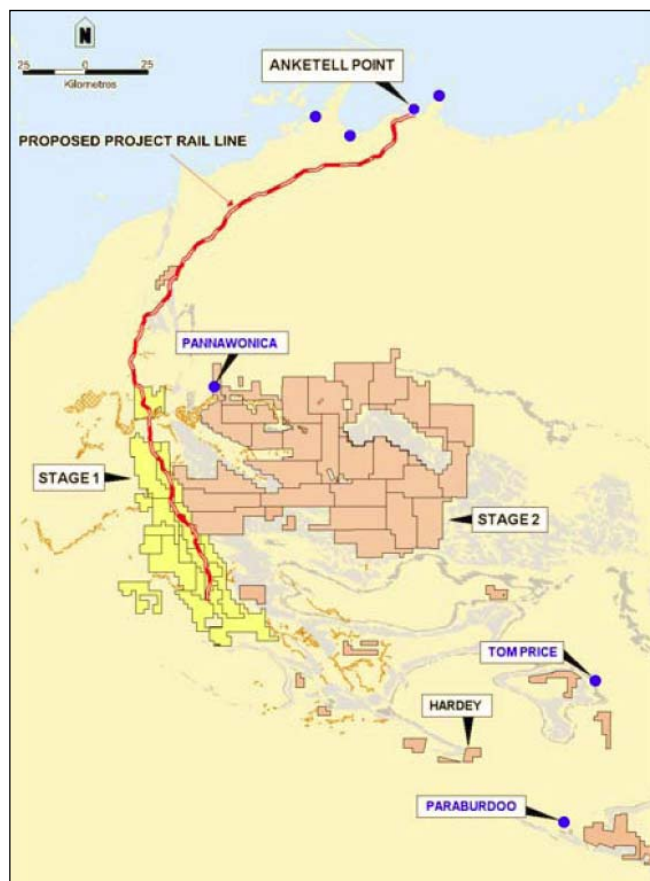 N
25 0 25
Kilometres
ANKETELL POINT
PROPOSED PROJECT RAIL LINE
PANNAWONICA
STAGE 1
STAGE 2
TOM PRICE
HARDEY
PARABURDOO